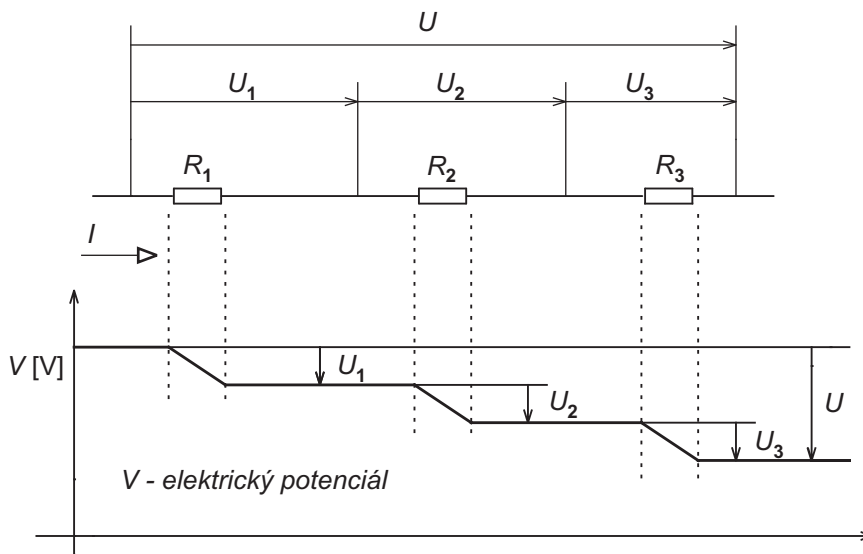 U
U1 U2 U3
R1 R2 R3
I
V [V]
U1
U2
U
U3
V - elektrický potenciál